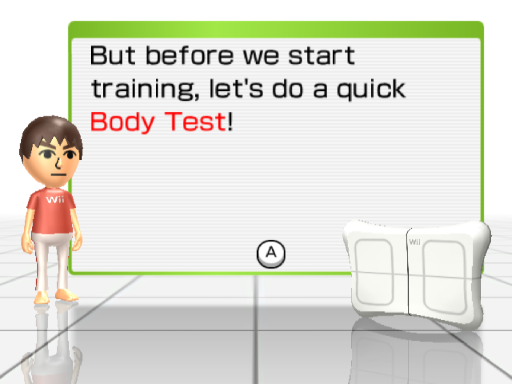 But before we start
training, let's do a quick
Body Test!
Wii
Wii
A